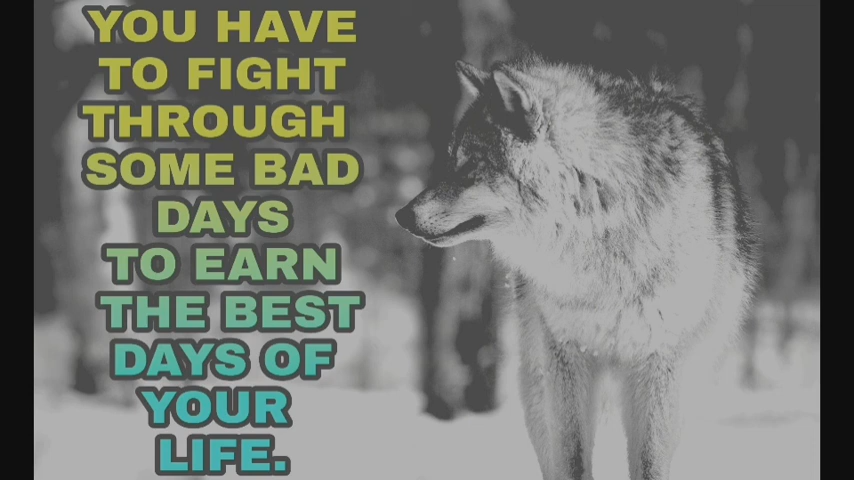 YOU HAVE
TO FIGHT
THROUGH
SOME BAD
DAYS
TO EARN
THE BEST
DAYS OF
YOUR
LIFE.